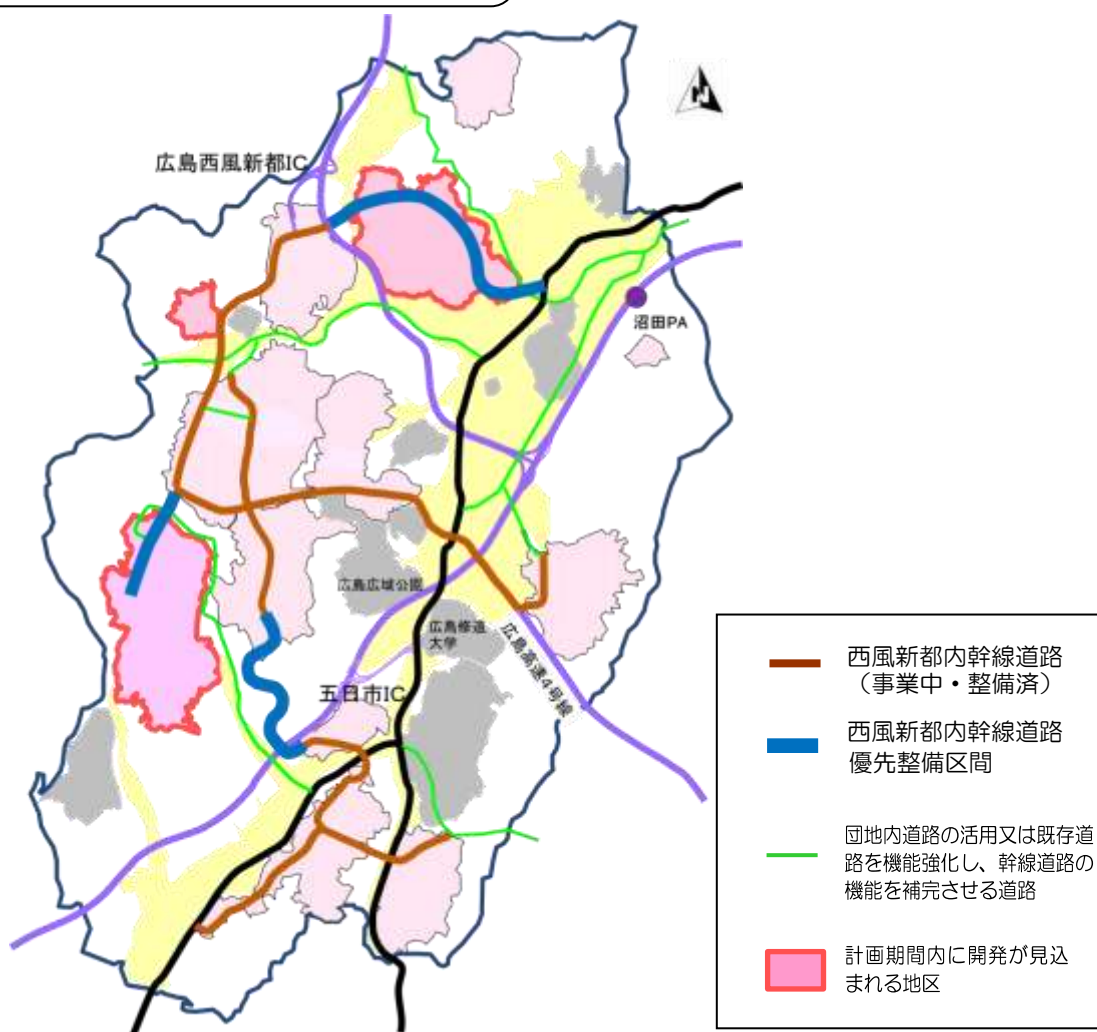 N
広島西風新都IC
沼田PA
広島広域公園
広島修道
大学
広島高速4号線
五日市IC
西風新都内幹線道路
(事業中・整備済)
西風新都内幹線道路
優先整備区間
団地内道路の活用又は既存道
路を機能強化し、幹線道路の
機能を補完させる道路
計画期間内に開発が見込
まれる地区